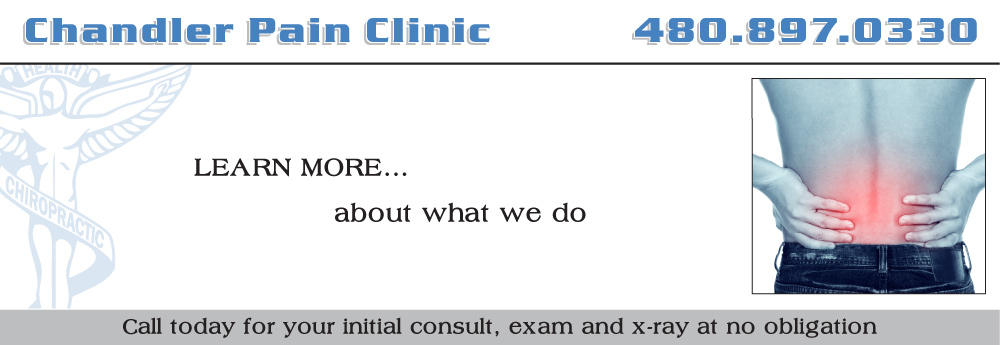 Chandler Pain Clinic
480.897.0330
HEALTH
LEARN MORE...
CHIROPRACTIC
about what we do
Call today for your initial consult, exam and x-ray at no obligation